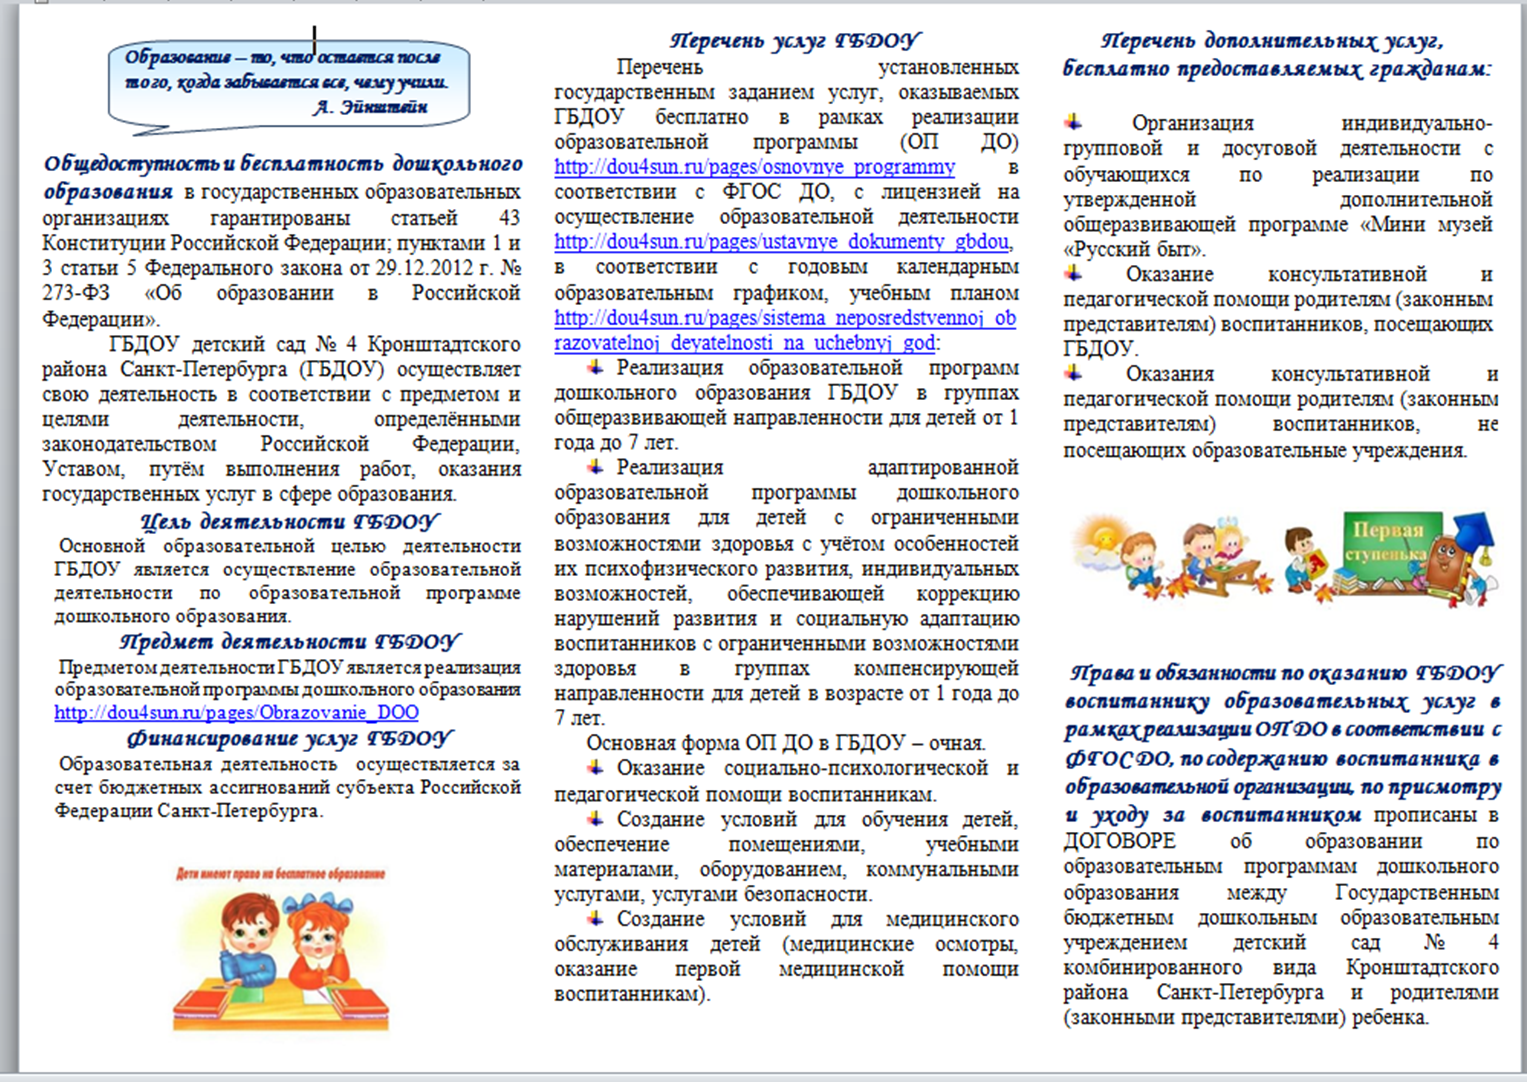 Образование – то, что остается после
того, когда забывается все, чему учили.
А. Эйнштейн
Общедоступность и бесплатность дошкольного
образования в государственных образовательных
организациях гарантированы статьей 43
Конституции Российской Федерации; пунктами 1 и
3 статьи 5 Федерального закона от 29.12.2012 г. №
273-ФЗ «Об образовании в Российской
Федерации».
ГБДОУ детский сад № 4 Кронштадтского
района Санкт-Петербурга (ГБДОУ) осуществляет
свою деятельность в соответствии с предметом и
целями деятельности, определёнными
законодательством Российской Федерации,
Уставом, путём выполнения работ, оказания
государственных услуг в сфере образования.
Цель деятельности ГБДОУ
Основной образовательной целью деятельности
ГБДОУ является осуществление образовательной
деятельности по образовательной программе
дошкольного образования.
Предмет деятельности ГБДОУ
Предметом деятельности ГБДОУ является реализация
образовательной программы дошкольного образования
http://dou4sun.ru/pages/Obrazovanie_DOO
Финансирование услуг ГБДОУ
Образовательная деятельность осуществляется за
счет бюджетных ассигнований субъекта Российской
Федерации Санкт-Петербурга.
Дети имеют право на бесплатное образование
Перечень услуг ГБДОУ
Перечень установленных
государственным заданием услуг, оказываемых
ГБДОУ бесплатно в рамках реализации
образовательной программы (ОП ДО)
http://dou4sun.ru/pages/osnovnye_programmy в
соответствии с ФГОС ДО, с лицензией на
осуществление образовательной деятельности
http://dou4sun.ru/pages/ustavnye_dokumenty_gbdou,
в соответствии с годовым календарным
образовательным графиком, учебным планом
http://dou4sun.ru/pages/sistema_neposredstvennoj_ob
razovatelnoj_deyatelnosti_na_uchebnyj_god:
Реализация образовательной программ
дошкольного образования ГБДОУ в группах
общеразвивающей направленности для детей от 1
года до 7 лет.
Реализация адаптированной
образовательной программы дошкольного
образования для детей с ограниченными
возможностями здоровья с учётом особенностей
их психофизического развития, индивидуальных
возможностей, обеспечивающей коррекцию
нарушений развития и социальную адаптацию
воспитанников с ограниченными возможностями
здоровья в группах компенсирующей
направленности для детей в возрасте от 1 года до
7 лет.
Основная форма ОП ДО в ГБДОУ – очная.
Оказание социально-психологической и
педагогической помощи воспитанникам.
Создание условий для обучения детей,
обеспечение помещениями, учебными
материалами, оборудованием, коммунальными
услугами, услугами безопасности.
Создание условий для медицинского
обслуживания детей (медицинские осмотры,
оказание первой медицинской помощи
воспитанникам).
Перечень дополнительных услуг,
бесплатно предоставляемых гражданам:
Организация индивидуально-
групповой и досуговой деятельности с
обучающихся по реализации по
утвержденной дополнительной
общеразвивающей программе «Мини музей
«Русский быт».
Оказание консультативной и
педагогической помощи родителям (законным
представителям) воспитанников, посещающих
ГБДОУ.
Оказания консультативной и
педагогической помощи родителям (законным
представителям) воспитанников, не
посещающих образовательные учреждения.
Первая
ступенька
Права и обязанности по оказанию ГБДОУ
воспитаннику образовательных услуг в
рамках реализации ОП ДО в соответствии с
ФГОС ДО, по содержанию воспитанника в
образовательной организации, по присмотру
и уходу за воспитанником прописаны в
ДОГОВОРЕ об образовании по
образовательным программам дошкольного
образования между Государственным
бюджетным дошкольным образовательным
учреждением детский сад № 4
комбинированного вида Кронштадтского
района Санкт-Петербурга и родителями
(законными представителями) ребенка.